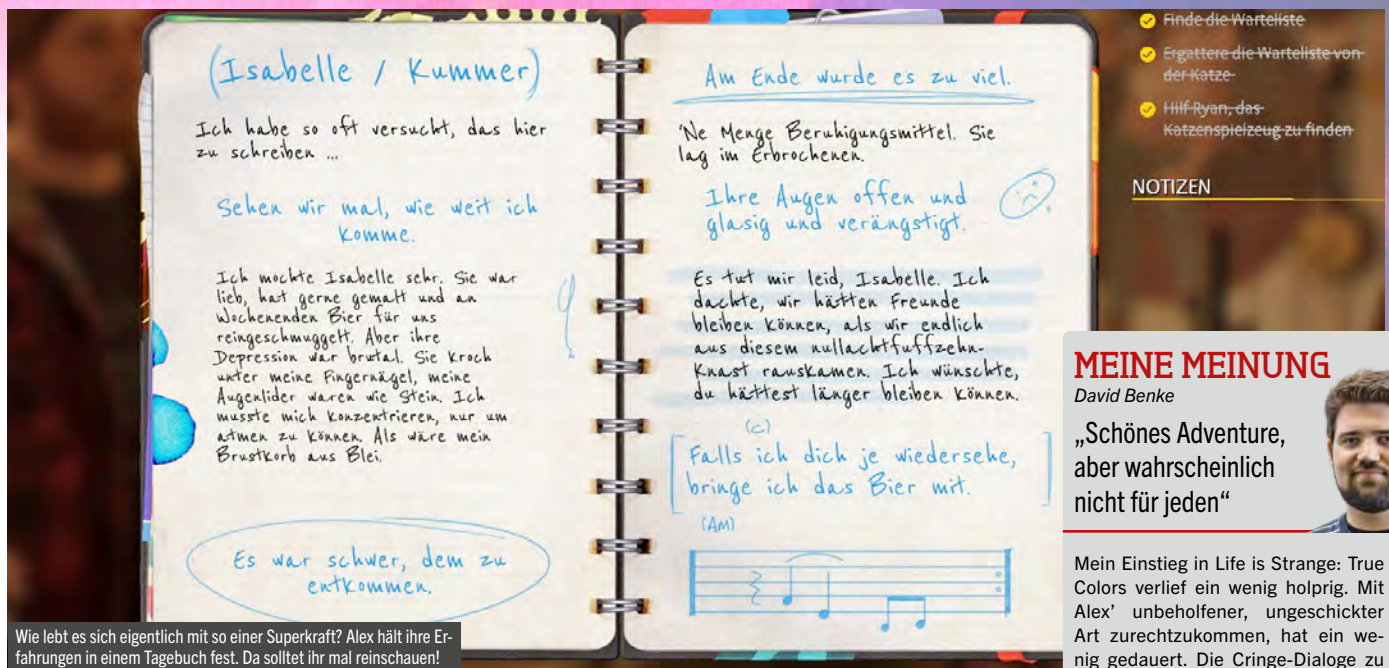 (Isabelle / Kummer)
Ich habe so oft versucht, das hier
zu schreiben ...
Sehen wir mal, wie weit ich
komme.
Ich mochte Isabelle sehr. Sie war
lieb, hat gerne gemalt und an
Wochenenden Bier für uns
reingeschmuggelt. Aber ihre
Depression war brutal. Sie kroch
unter meine Fingernägel, meine
Augenlider waren wie Stein. Ich
musste mich konzentrieren, nur um
atmen zu können. Als wäre mein
Brustkorb aus Blei.
Es war schwer, dem zu
entkommen.
Am Ende wurde es zu viel.
'Ne Menge Beruhigungsmittel. Sie
lag im Erbrochenen.
Ihre Augen offen und
glasig und verängstigt.
Es tut mir leid, Isabelle. Ich
dachte, wir hätten Freunde
bleiben können, als wir endlich
aus diesem nullachtfuffzehn-
Knast rauskamen. Ich wünschte,
du hättest länger bleiben können.
(C)
Falls ich dich je wiedersehe,
bringe ich das Bier mit.
(Am)
Finde die Warteliste
Ergattere die Warteliste von
der Katze
Hilf Ryan, das
Katzenspielzeug zu finden
NOTIZEN
Wie lebt es sich eigentlich mit so einer Superkraft? Alex hält ihre Er-
fahrungen in einem Tagebuch fest. Da solltet ihr mal reinschauen!
MEINE MEINUNG
David Benke
„Schönes Adventure,
aber wahrscheinlich
nicht für jeden“
Mein Einstieg in Life is Strange: True
Colors verlief ein wenig holprig. Mit
Alex’ unbeholfener, ungeschickter
Art zurechtzukommen, hat ein we-
nig gedauert. Die Cringe-Dialoge zu